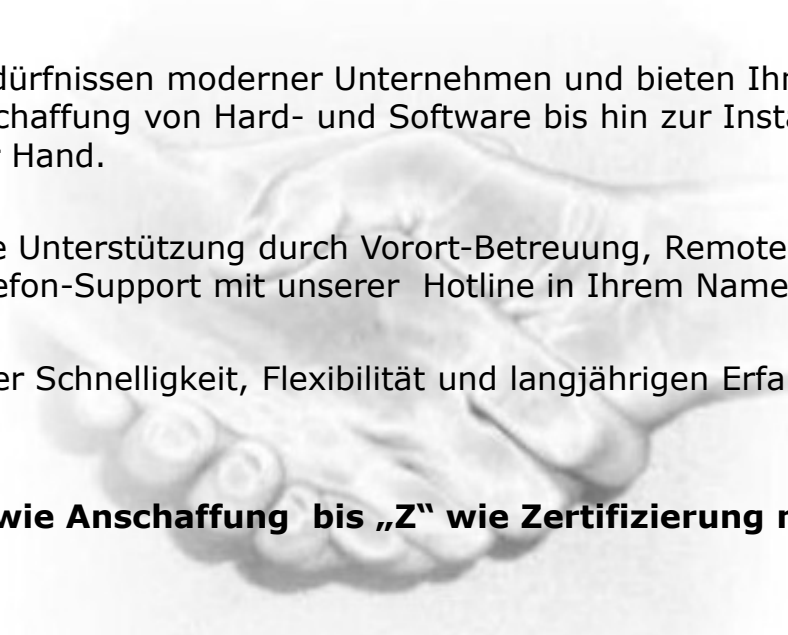 dürfnissen moderner Unternehmen und bieten Ihr
chaffung von Hard- und Software bis hin zur Insta
r Hand.
e Unterstützung durch Vorort-Betreuung, Remote
efon-Support mit unserer  Hotline in Ihrem Name
er Schnelligkeit, Flexibilität und langjährigen Erfa
wie Anschaffung  bis „Z“ wie Zertifizierung